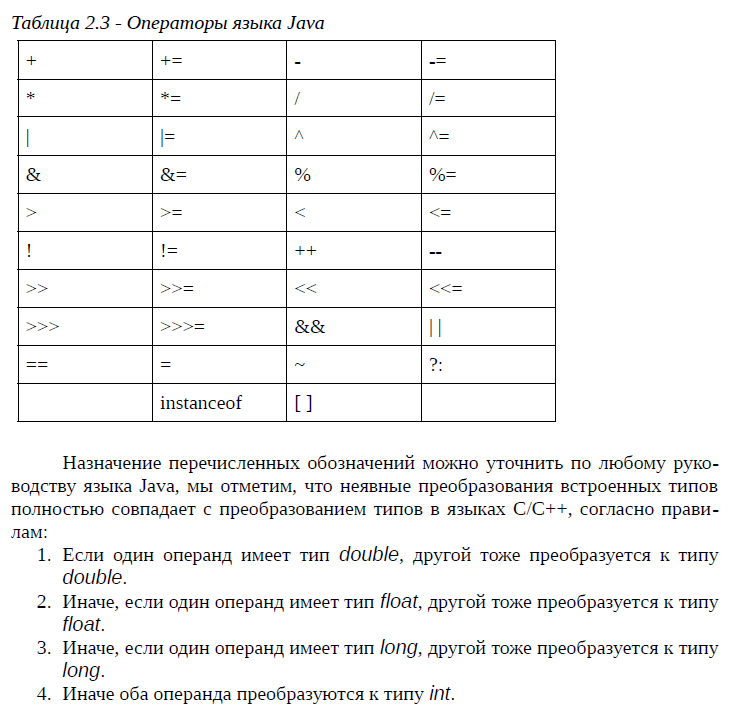 Таблица 2.3 - Операторы языка Java
+ += - -=
* *= / /=
| |= ^ ^=
& &= % %=
> >= < <=
! != ++ --
>> >>= << <<=
>>> >>>= && ||
== = ~ ?:
instanceof [ ]
Назначение перечисленных обозначений можно уточнить по любому руко-
водству языка Java, мы отметим, что неявные преобразования встроенных типов
полностью совпадает с преобразованием типов в языках C/C++, согласно прави-
лам:
1. Если один операнд имеет тип double, другой тоже преобразуется к типу
double.
2. Иначе, если один операнд имеет тип float, другой тоже преобразуется к типу
float.
3. Иначе, если один операнд имеет тип long, другой тоже преобразуется к типу
long.
4. Иначе оба операнда преобразуются к типу int.